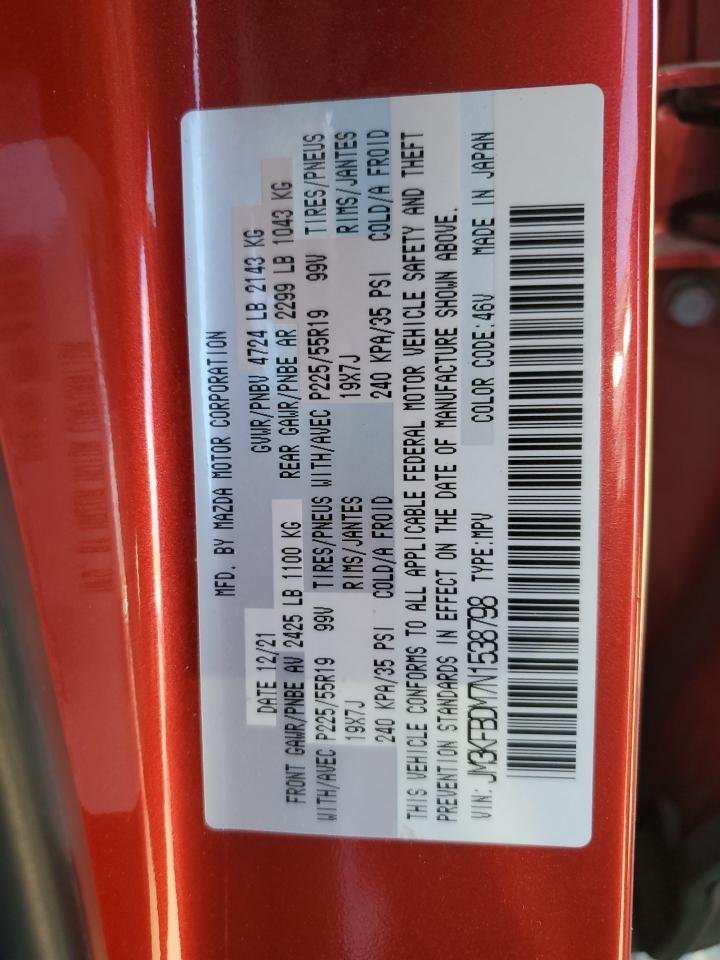 MFD. BY MAZDA MOTOR CORPORATION
DATE 12/21 GVWR/PNBV 4724 LB 2143 KG
FRONT GAWR/PNBE AV 2425 LB 1100 KG REAR GAWR/PNBE AR 2299 LB 1043 KG
WITH/AVEC P225/55R19 99V TIRES/PNEUS WITH/AVEC P225/55R19 99V TIRES/PNEUS
19X7J RIMS/JANTES 19X7J RIMS/JANTES
240 KPA/35 PSI COLD/A FROID 240 KPA/35 PSI COLD/A FROID
THIS VEHICLE CONFORMS TO ALL APPLICABLE FEDERAL MOTOR VEHICLE SAFETY AND THEFT
PREVENTION STANDARDS IN EFFECT ON THE DATE OF MANUFACTURE SHOWN ABOVE.
VIN: JM3KFBDM7N1538798 TYPE:MPV COLOR CODE:46V MADE IN JAPAN